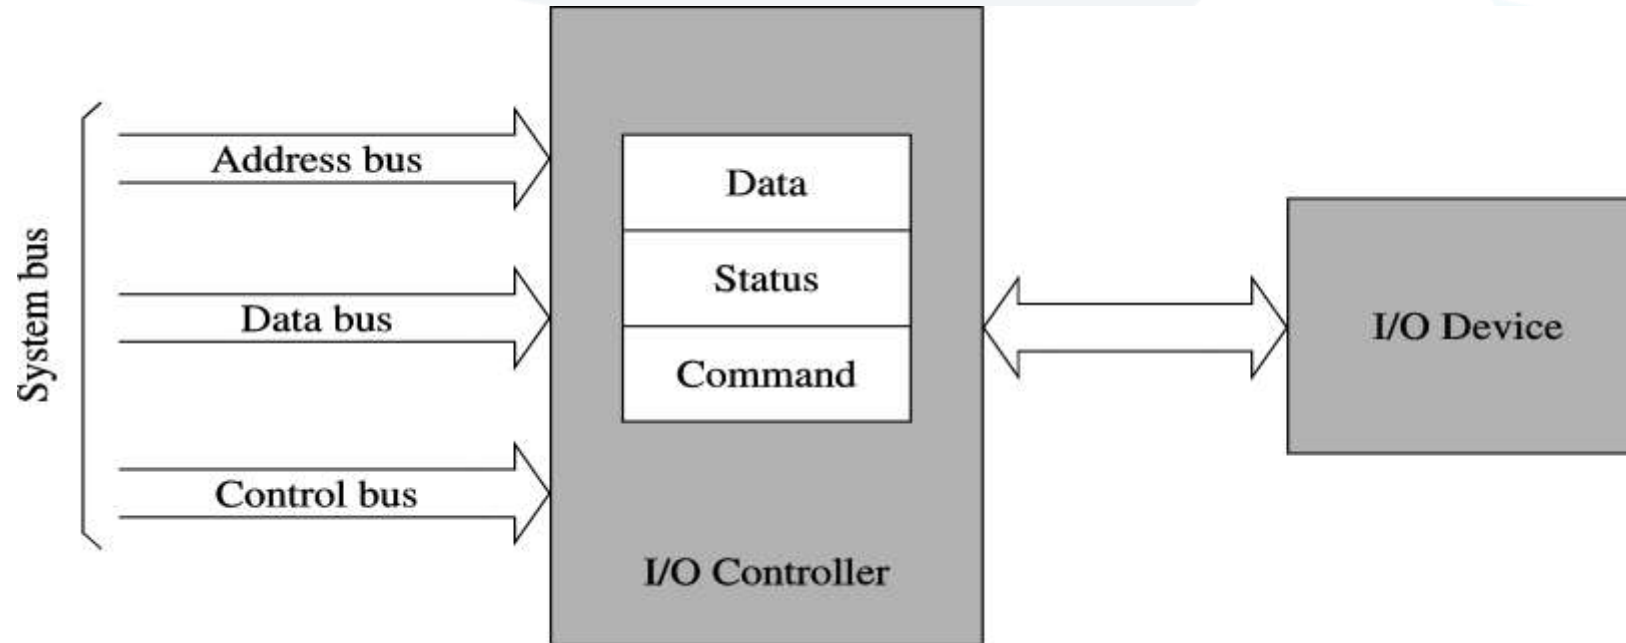 System bus
Address bus
Data bus
Control bus
Data
Status
Command
I/O Controller
I/O Device